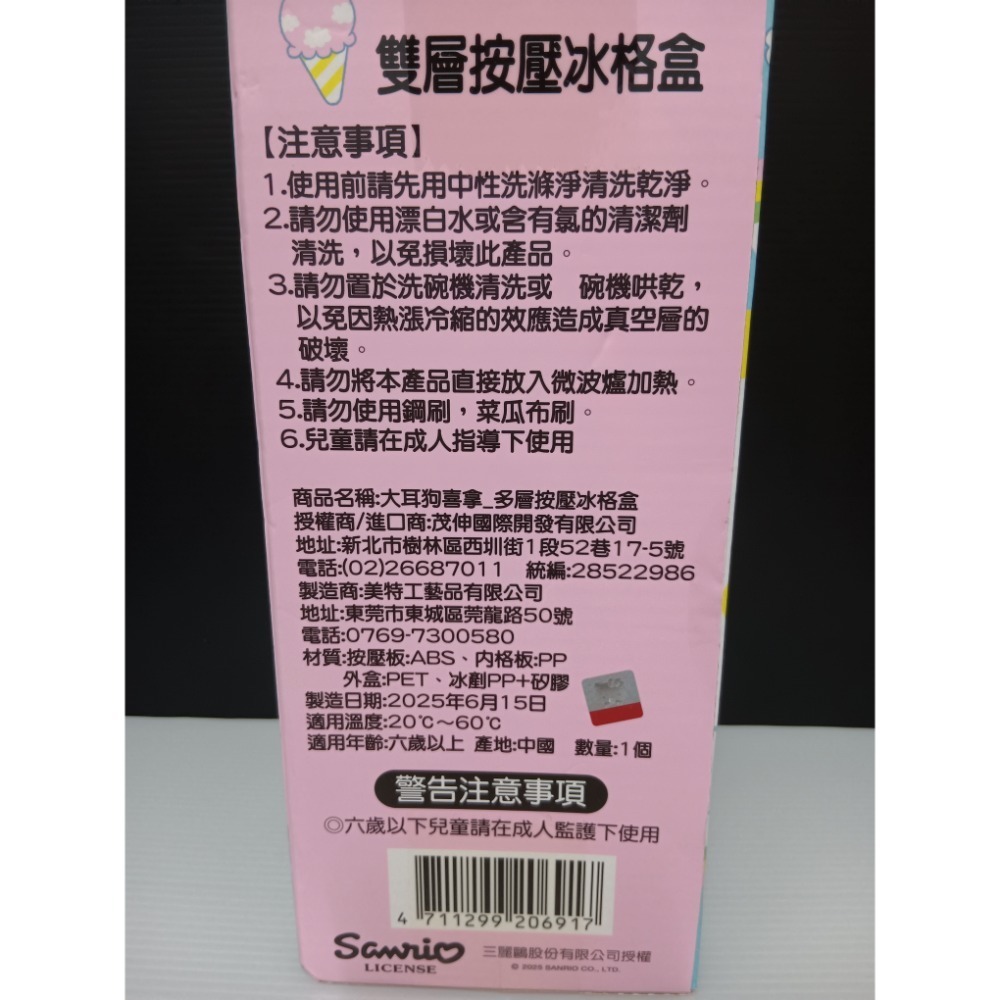 雙層按壓冰格盒
【注意事項】
1.使用前請先用中性洗滌淨清洗乾淨。
2.請勿使用漂白水或含有氯的清潔劑
清洗，以免損壞此產品。
3.請勿置於洗碗機清洗或 碗機哄乾，
以免因熱漲冷縮的效應造成真空層的
破壞。
4.請勿將本產品直接放入微波爐加熱。
5.請勿使用鋼刷，菜瓜布刷。
6.兒童請在成人指導下使用
商品名稱:大耳狗喜拿_多層按壓冰格盒
授權商/進口商:茂伸國際開發有限公司
地址:新北市樹林區西圳街1段52巷17-5號
電話:(02)26687011 統編:28522986
製造商:美特工藝品有限公司
地址:東莞市東城區莞龍路50號
電話:0769-7300580
材質:按壓板:ABS、內格板:PP
外盒:PET、冰剷PP+矽膠
製造日期:2025年6月15日
適用溫度:20℃～60℃
適用年齡:六歲以上 產地:中國 數量:1個
警告注意事項
◎六歲以下兒童請在成人監護下使用
4 711299 206917
Sanrio
LICENSE
三麗鷗股份有限公司授權
© 2025 SANRIO CO., LTD.